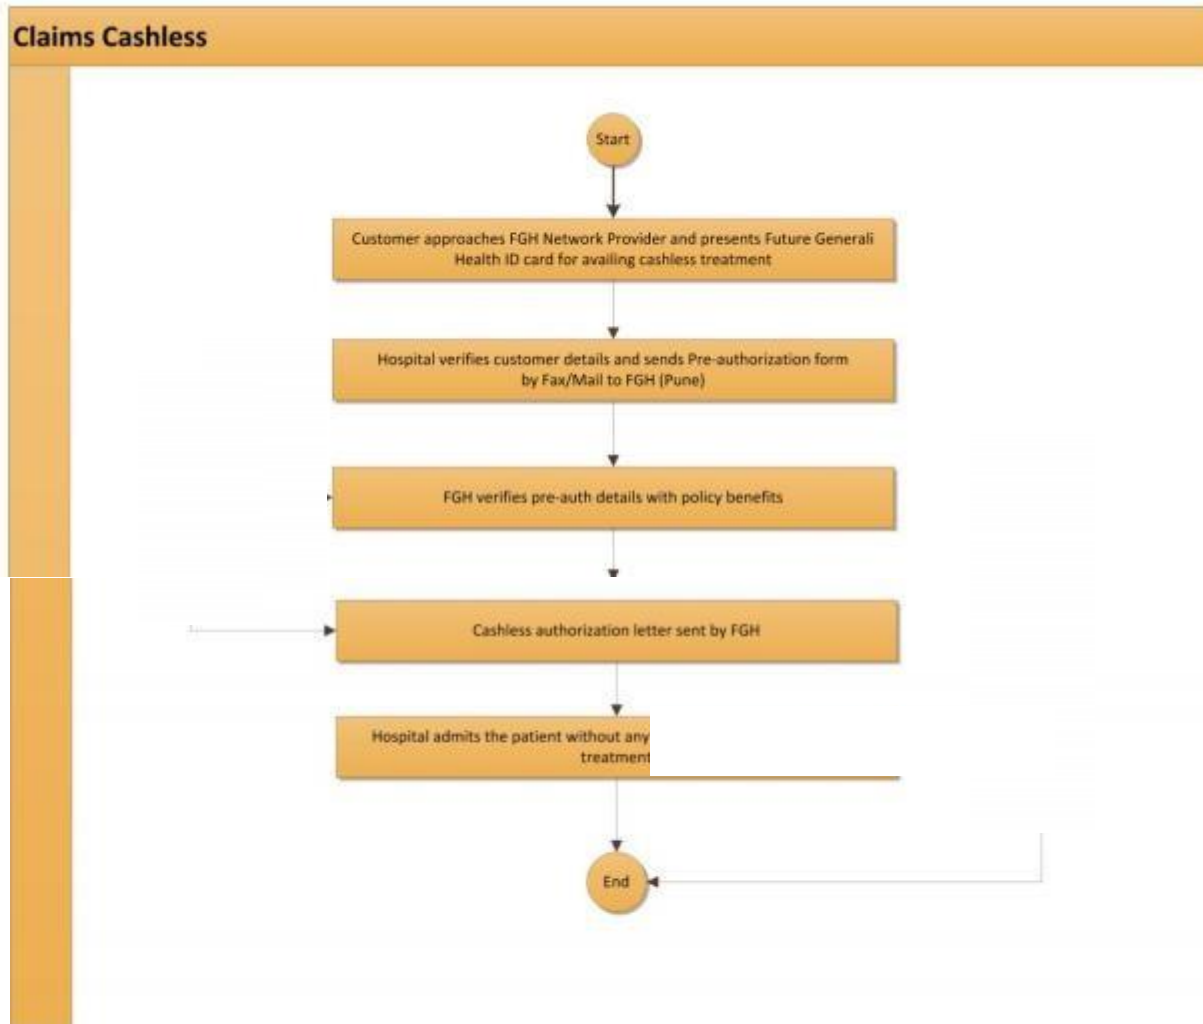 Claims Cashless
Start
Customer approaches FGH Network Provider and presents Future Generali
Health ID card for availing cashless treatment
Hospital verifies customer details and sends Pre-authorization form
by Fax/Mail to FGH (Pune)
FGH verifies pre-auth details with policy benefits
Cashless authorization letter sent by FGH
Hospital admits the patient without any
treatment
End